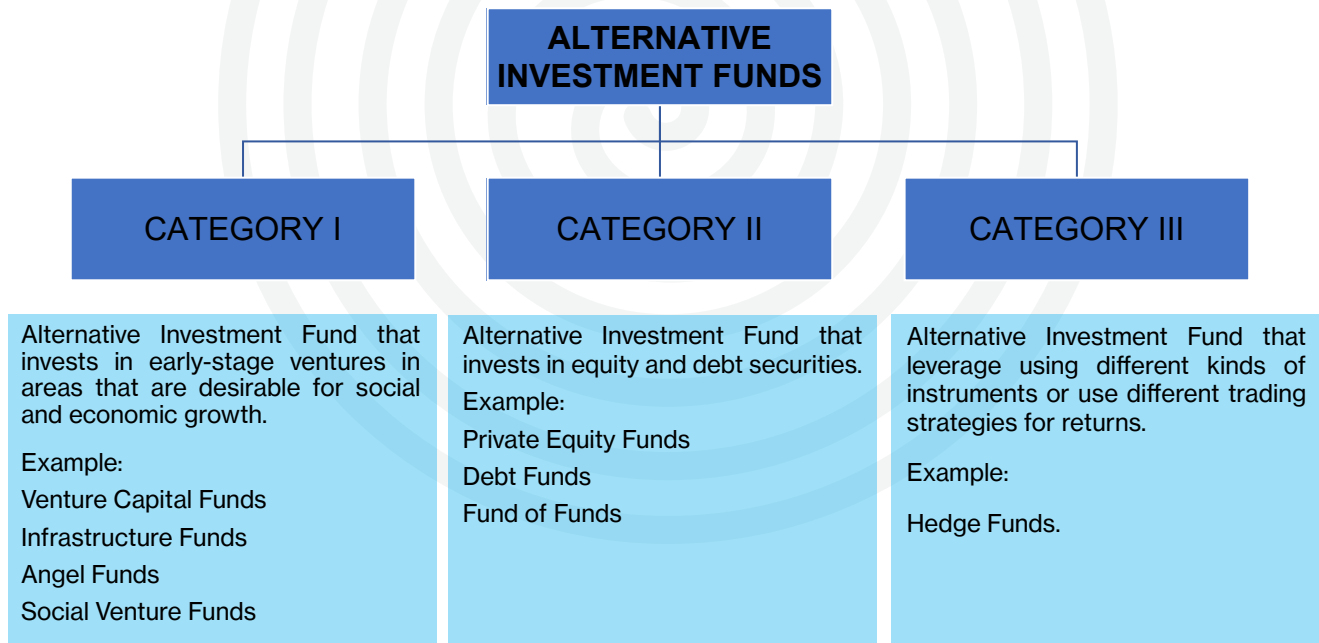 ALTERNATIVE
INVESTMENT FUNDS
CATEGORY I
CATEGORY II
CATEGORY III
Alternative Investment Fund that
invests in early-stage ventures in
areas that are desirable for social
and economic growth.
Example:
Venture Capital Funds
Infrastructure Funds
Angel Funds
Social Venture Funds
Alternative Investment Fund that
invests in equity and debt securities.
Example:
Private Equity Funds
Debt Funds
Fund of Funds
Alternative Investment Fund that
leverage using different kinds of
instruments or use different trading
strategies for returns.
Example:
Hedge Funds.